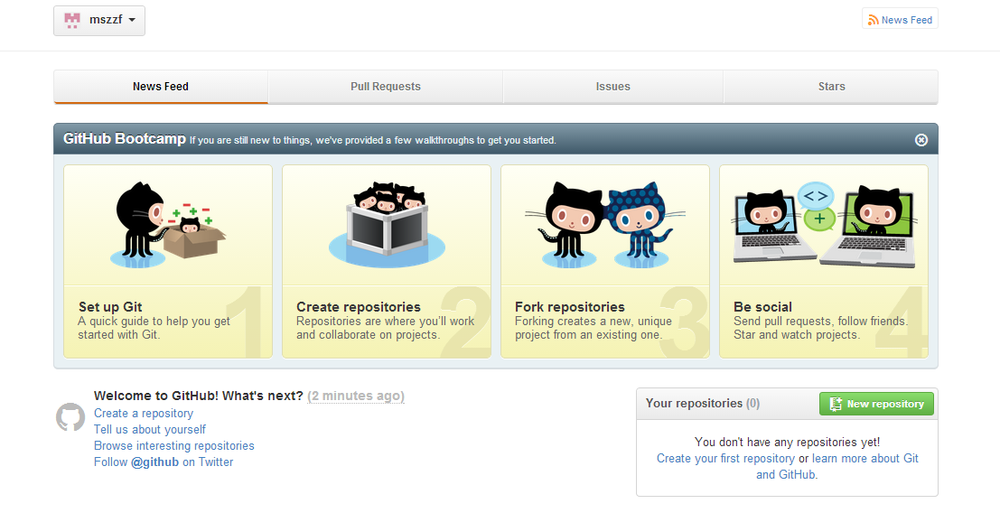 mszzf
News Feed
News Feed
Pull Requests
Issues
Stars
GitHub Bootcamp If you are still new to things, we've provided a few walkthroughs to get you started.
<>
+
1
Set up Git
A quick guide to help you get
started with Git.
2
Create repositories
Repositories are where you'll work
and collaborate on projects.
3
Fork repositories
Forking creates a new, unique
project from an existing one.
4
Be social
Send pull requests, follow friends.
Star and watch projects.
Welcome to GitHub! What's next? (2 minutes ago)
Create a repository
Tell us about yourself
Browse interesting repositories
Follow @github on Twitter
Your repositories (0)
New repository
You don't have any repositories yet!
Create your first repository or learn more about Git
and GitHub.